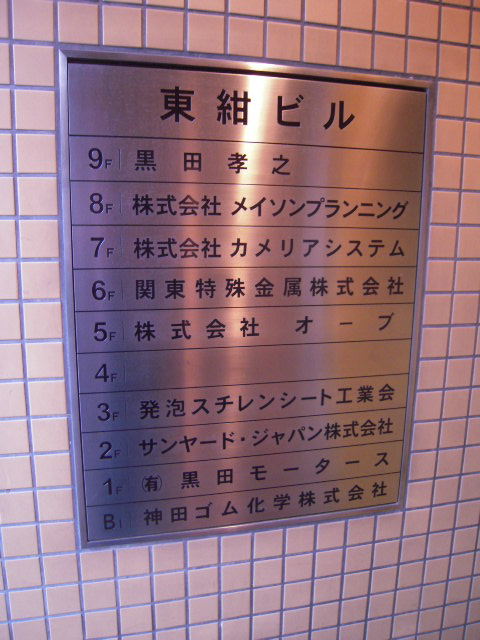 東紺ビル
9F 黒田孝之
8F 株式会社 メイソンプランニング
7F 株式会社 カメリアシステム
6F 関東特殊金属株式会社
5F 株式会社 オーブ
4F
3F 発泡スチレンシート工業会
2F サンヤード・ジャパン株式会社
1F ㈲ 黒田モータース
B1 神田ゴム化学株式会社